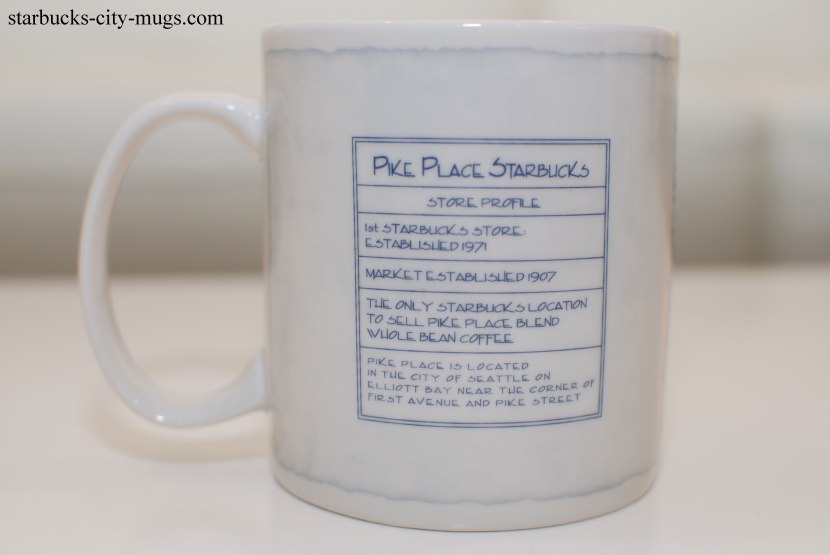 starbucks-city-mugs.com
PIKE PLACE STARBUCKS
STORE PROFILE
1st STARBUCKS STORE:
ESTABLISHED 1971
MARKET ESTABLISHED 1907
THE ONLY STARBUCKS LOCATION
TO SELL PIKE PLACE BLEND
WHOLE BEAN COFFEE
PIKE PLACE IS LOCATED
IN THE CITY OF SEATTLE ON
ELLIOTT BAY NEAR THE CORNER OF
FIRST AVENUE AND PIKE STREET